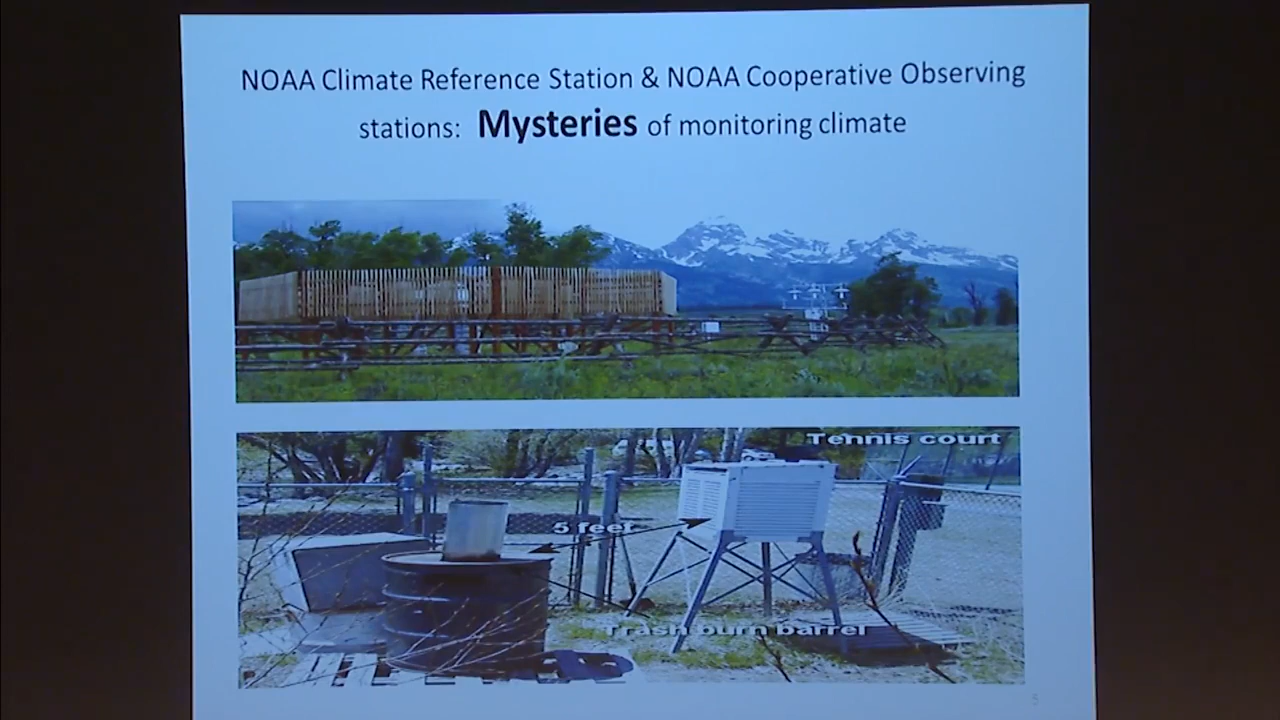 NOAA Climate Reference Station & NOAA Cooperative Observing
stations: Mysteries of monitoring climate
Tennis court
5 feet
Trash burn barrel
5